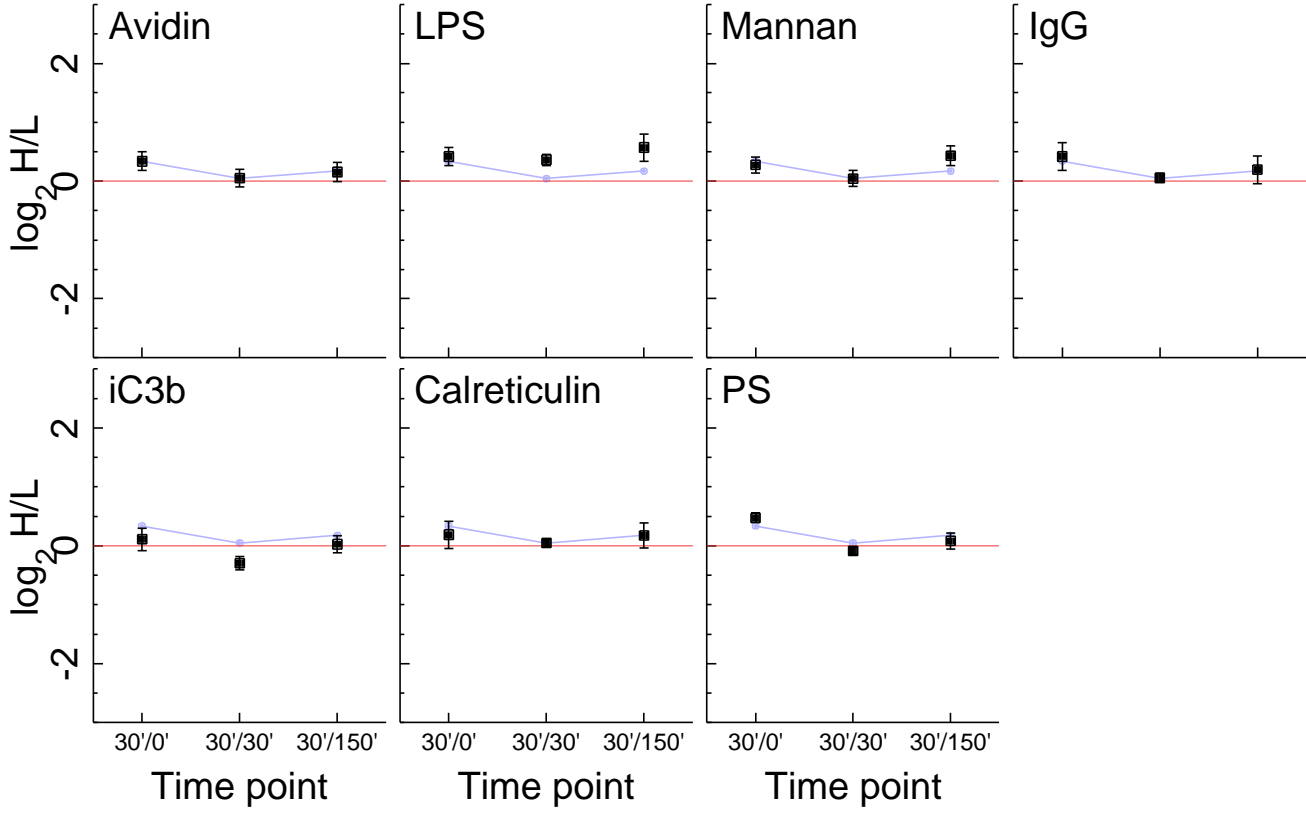 Avidin
LPS
Mannan
IgG
2
0
-2
log2 H/L
iC3b
Calreticulin
PS
2
0
-2
log2 H/L
30'/0' 30'/30' 30'/150'
30'/0' 30'/30' 30'/150'
30'/0' 30'/30' 30'/150'
Time point
Time point
Time point